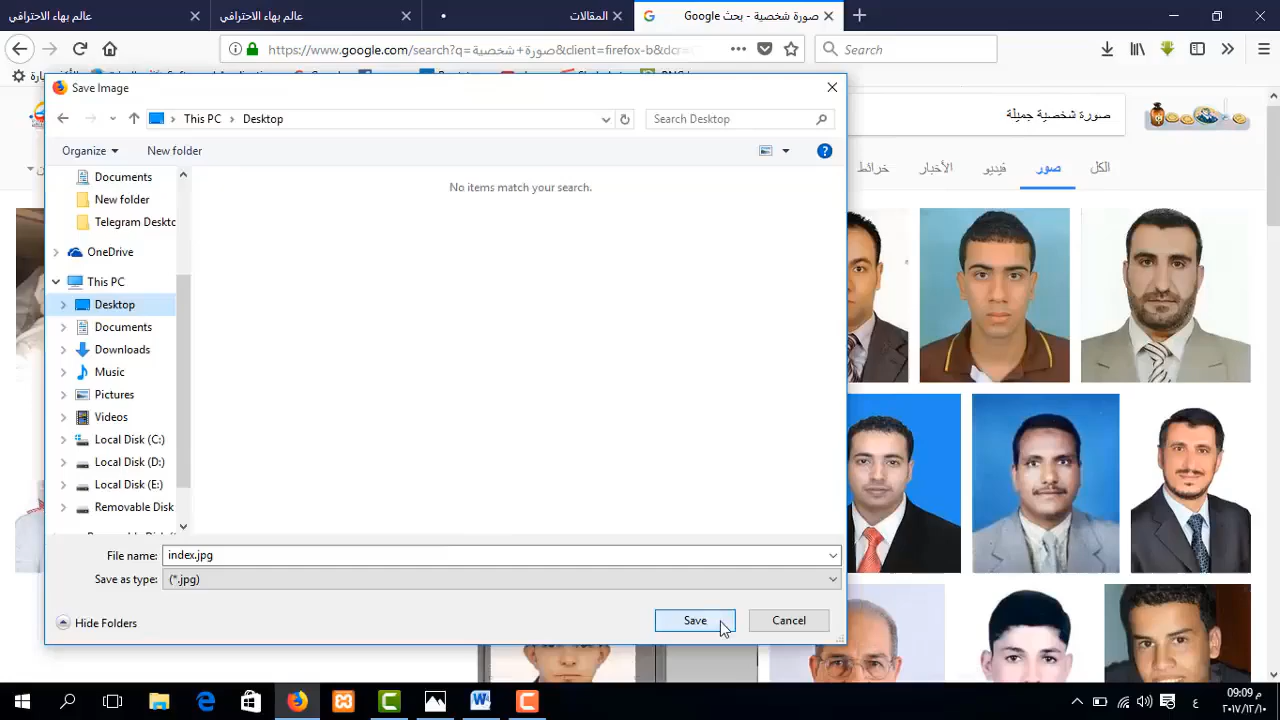 عالم بهاء الاحترافي
عالم بهاء الاحترافي
المقالات
صورة شخصية - بحث Google
https://www.google.com/search?q=صورة+شخصية&client=firefox-b&dcr=
Search
Save Image
This PC
Desktop
Search Desktop
Organize
New folder
صورة شخصية جميلة
الكل
صور
فيديو
الأخبار
خرائط
No items match your search.
Documents
New folder
Telegram Deskto
OneDrive
This PC
Desktop
Documents
Downloads
Music
Pictures
Videos
Local Disk (C:)
Local Disk (D:)
Local Disk (E:)
Removable Disk
File name:
index.jpg
Save as type:
(*.jpg)
Hide Folders
Save
Cancel
ع
09:09 م